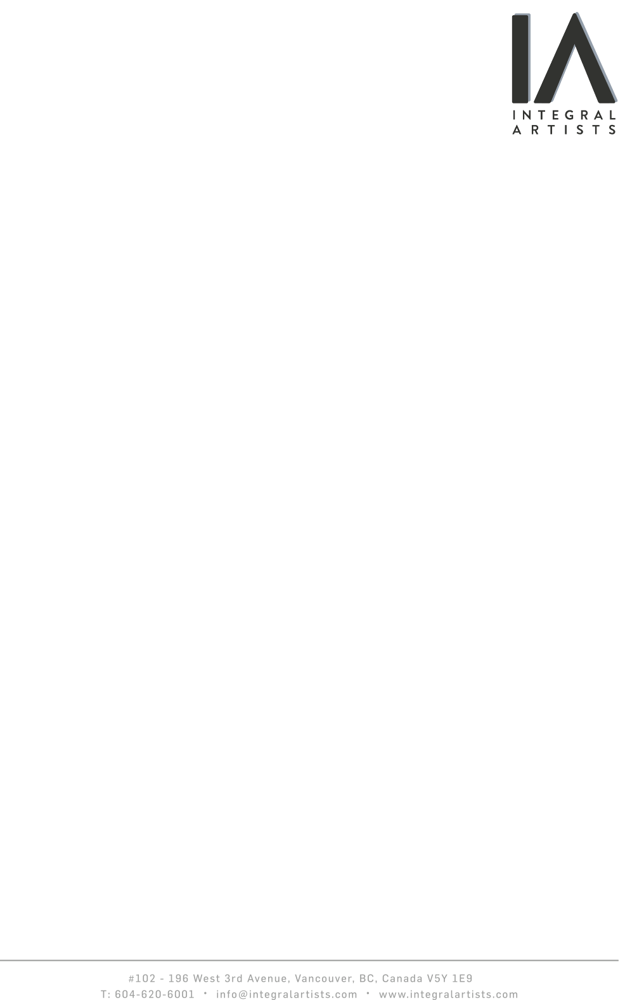 IA
INTEGRAL
ARTISTS
#102 - 196 West 3rd Avenue, Vancouver, BC, Canada V5Y 1E9
T: 604-620-6001 • info@integralartists.com • www.integralartists.com